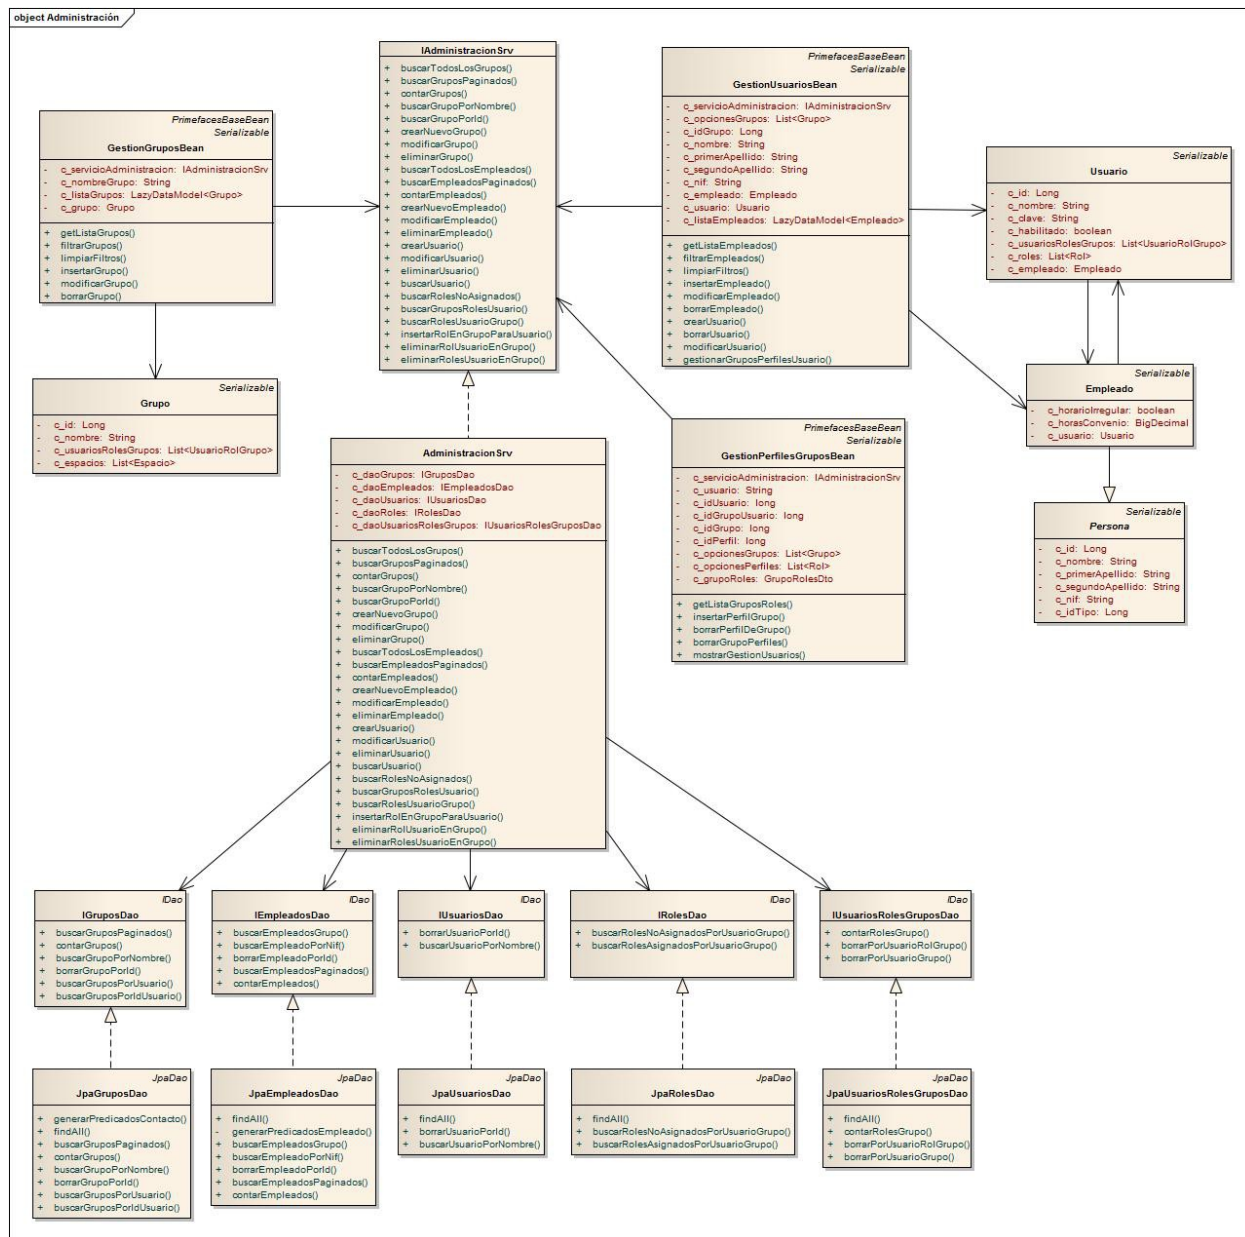 object Administración
IAdministracionSrv
+ buscarTodosLosGrupos()
+ buscarGruposPaginados()
+ contarGrupos()
+ buscarGrupoPorNombre()
+ buscarGrupoPorId()
+ crearNuevoGrupo()
+ modificarGrupo()
+ eliminarGrupo()
+ buscarTodosLosEmpleados()
+ buscarEmpleadosPaginados()
+ contarEmpleados()
+ crearNuevoEmpleado()
+ modificarEmpleado()
+ eliminarEmpleado()
+ crearUsuario()
+ modificarUsuario()
+ eliminarUsuario()
+ buscarUsuario()
+ buscarRolesNoAsignados()
+ buscarGruposRolesUsuario()
+ buscarRolesUsuarioGrupo()
+ insertarRolEnGrupoParaUsuario()
+ eliminarRolUsuarioEnGrupo()
+ eliminarRolesUsuarioEnGrupo()
PrimefacesBaseBean
Serializable
GestionUsuariosBean
- c_servicioAdministracion: IAdministracionSrv
- c_opcionesGrupos: List<Grupo>
- c_idGrupo: Long
- c_nombre: String
- c_primerApellido: String
- c_segundoApellido: String
- c_nif: String
- c_empleado: Empleado
- c_usuario: Usuario
- c_listaEmpleados: LazyDataModel<Empleado>
+ getListaEmpleados()
+ filtrarEmpleados()
+ limpiarFiltros()
+ insertarEmpleado()
+ modificarEmpleado()
+ borrarEmpleado()
+ crearUsuario()
+ borrarUsuario()
+ modificarUsuario()
+ gestionarGruposPerfilesUsuario()
PrimefacesBaseBean
Serializable
GestionGruposBean
- c_servicioAdministracion: IAdministracionSrv
- c_nombreGrupo: String
- c_listaGrupos: LazyDataModel<Grupo>
- c_grupo: Grupo
+ getListaGrupos()
+ filtrarGrupos()
+ limpiarFiltros()
+ insertarGrupo()
+ modificarGrupo()
+ borrarGrupo()
Serializable
Usuario
- c_id: Long
- c_nombre: String
- c_clave: String
- c_habilitado: boolean
- c_usuariosRolesGrupos: List<UsuarioRolGrupo>
- c_roles: List<Rol>
- c_empleado: Empleado
Serializable
Grupo
- c_id: Long
- c_nombre: String
- c_usuariosRolesGrupos: List<UsuarioRolGrupo>
- c_espacios: List<Espacio>
Serializable
Empleado
- c_horarioIrregular: boolean
- c_horasConvenio: BigDecimal
- c_usuario: Usuario
AdministracionSrv
- c_daoGrupos: IGruposDao
- c_daoEmpleados: IEmpleadosDao
- c_daoUsuarios: IUsuariosDao
- c_daoRoles: IRolesDao
- c_daoUsuariosRolesGrupos: IUsuariosRolesGruposDao
+ buscarTodosLosGrupos()
+ buscarGruposPaginados()
+ contarGrupos()
+ buscarGrupoPorNombre()
+ buscarGrupoPorId()
+ crearNuevoGrupo()
+ modificarGrupo()
+ eliminarGrupo()
+ buscarTodosLosEmpleados()
+ buscarEmpleadosPaginados()
+ contarEmpleados()
+ crearNuevoEmpleado()
+ modificarEmpleado()
+ eliminarEmpleado()
+ crearUsuario()
+ modificarUsuario()
+ eliminarUsuario()
+ buscarUsuario()
+ buscarRolesNoAsignados()
+ buscarGruposRolesUsuario()
+ buscarRolesUsuarioGrupo()
+ insertarRolEnGrupoParaUsuario()
+ eliminarRolUsuarioEnGrupo()
+ eliminarRolesUsuarioEnGrupo()
PrimefacesBaseBean
Serializable
GestionPerfilesGruposBean
- c_servicioAdministracion: IAdministracionSrv
- c_usuario: String
- c_idUsuario: long
- c_idGrupoUsuario: long
- c_idGrupo: long
- c_idPerfil: long
- c_opcionesGrupos: List<Grupo>
- c_opcionesPerfiles: List<Rol>
- c_grupoRoles: GrupoRolesDto
+ getListaGruposRoles()
+ insertarPerfilGrupo()
+ borrarPerfilDeGrupo()
+ borrarGrupoPerfiles()
+ mostrarGestionUsuarios()
Serializable
Persona
- c_id: Long
- c_nombre: String
- c_primerApellido: String
- c_segundoApellido: String
- c_nif: String
- c_idTipo: Long
IDao
IGruposDao
+ buscarGruposPaginados()
+ contarGrupos()
+ buscarGrupoPorNombre()
+ borrarGrupoPorId()
+ buscarGruposPorUsuario()
+ buscarGruposPorIdUsuario()
IDao
IEmpleadosDao
+ buscarEmpleadosGrupo()
+ buscarEmpleadoPorNif()
+ borrarEmpleadoPorId()
+ buscarEmpleadosPaginados()
+ contarEmpleados()
IDao
IUsuariosDao
+ borrarUsuarioPorId()
+ buscarUsuarioPorNombre()
IDao
IRolesDao
+ buscarRolesNoAsignadosPorUsuarioGrupo()
+ buscarRolesAsignadosPorUsuarioGrupo()
IDao
IUsuariosRolesGruposDao
+ contarRolesGrupo()
+ borrarPorUsuarioRolGrupo()
+ borrarPorUsuarioGrupo()
JpaDao
JpaGruposDao
+ generarPredicadosContacto()
+ findAll()
+ buscarGruposPaginados()
+ contarGrupos()
+ buscarGrupoPorNombre()
+ borrarGrupoPorId()
+ buscarGruposPorUsuario()
+ buscarGruposPorIdUsuario()
JpaDao
JpaEmpleadosDao
+ findAll()
- generarPredicadosEmpleado()
+ buscarEmpleadosGrupo()
+ buscarEmpleadoPorNif()
+ borrarEmpleadoPorId()
+ buscarEmpleadosPaginados()
+ contarEmpleados()
JpaDao
JpaUsuariosDao
+ findAll()
+ borrarUsuarioPorId()
+ buscarUsuarioPorNombre()
JpaDao
JpaRolesDao
+ findAll()
+ buscarRolesNoAsignadosPorUsuarioGrupo()
+ buscarRolesAsignadosPorUsuarioGrupo()
JpaDao
JpaUsuariosRolesGruposDao
+ findAll()
+ contarRolesGrupo()
+ borrarPorUsuarioRolGrupo()
+ borrarPorUsuarioGrupo()